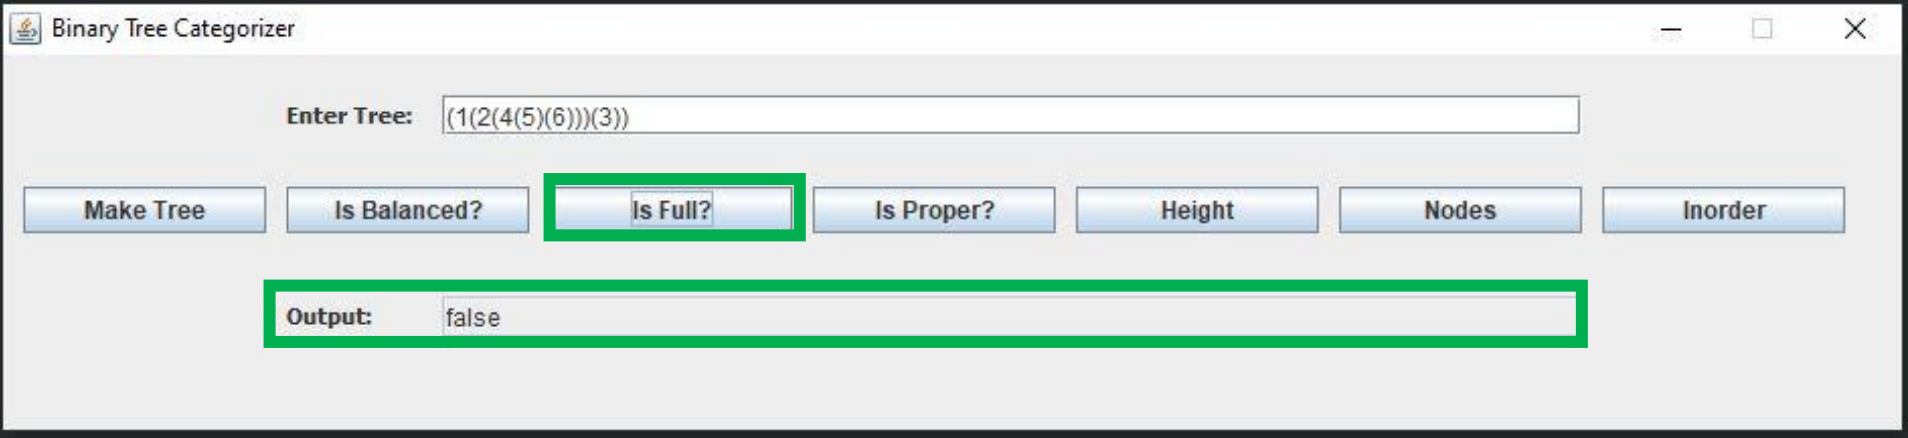 Binary Tree Categorizer
Enter Tree: (1(2(4(5)(6)))(3))
Make Tree Is Balanced? Is Full? Is Proper? Height Nodes Inorder
Output: false